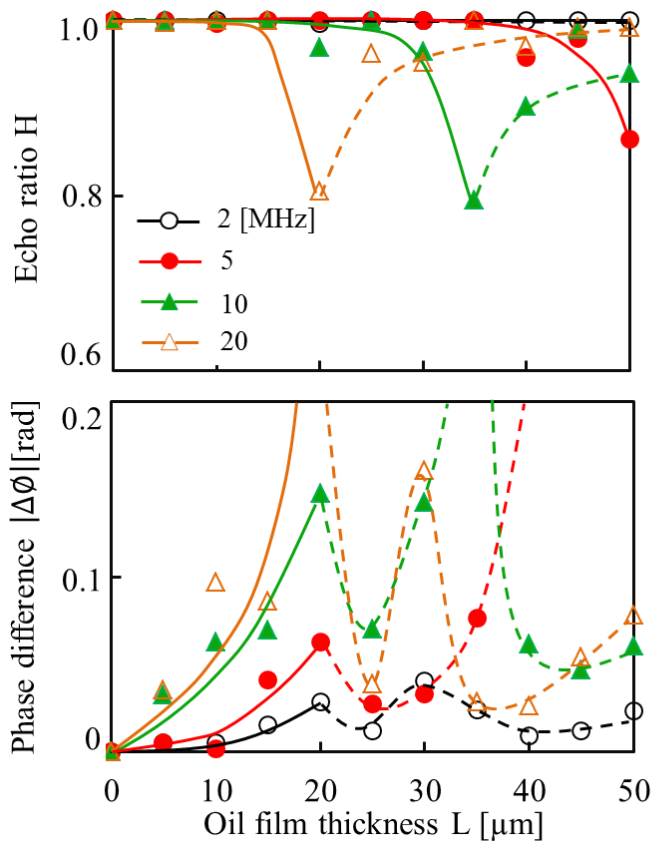 Echo ratio H
1.0
0.8
0.6
2 [MHz]
5
10
20
Phase difference |ΔØ|[rad]
0.2
0.1
0
0 10 20 30 40 50
Oil film thickness L [µm]